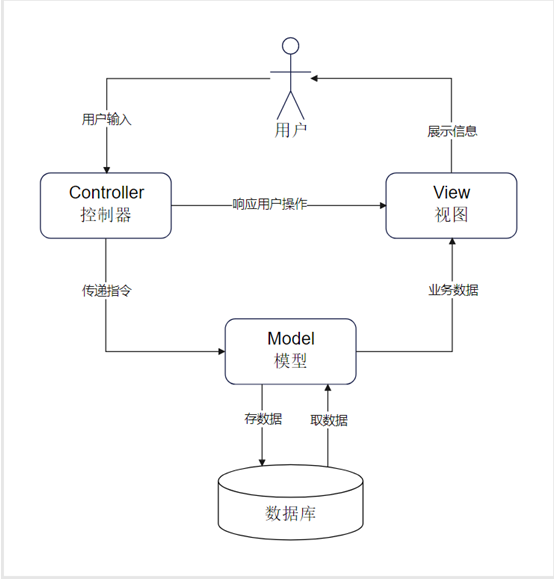 用户
用户输入
展示信息
Controller
控制器
响应用户操作
View
视图
传递指令
业务数据
Model
模型
存数据
取数据
数据库